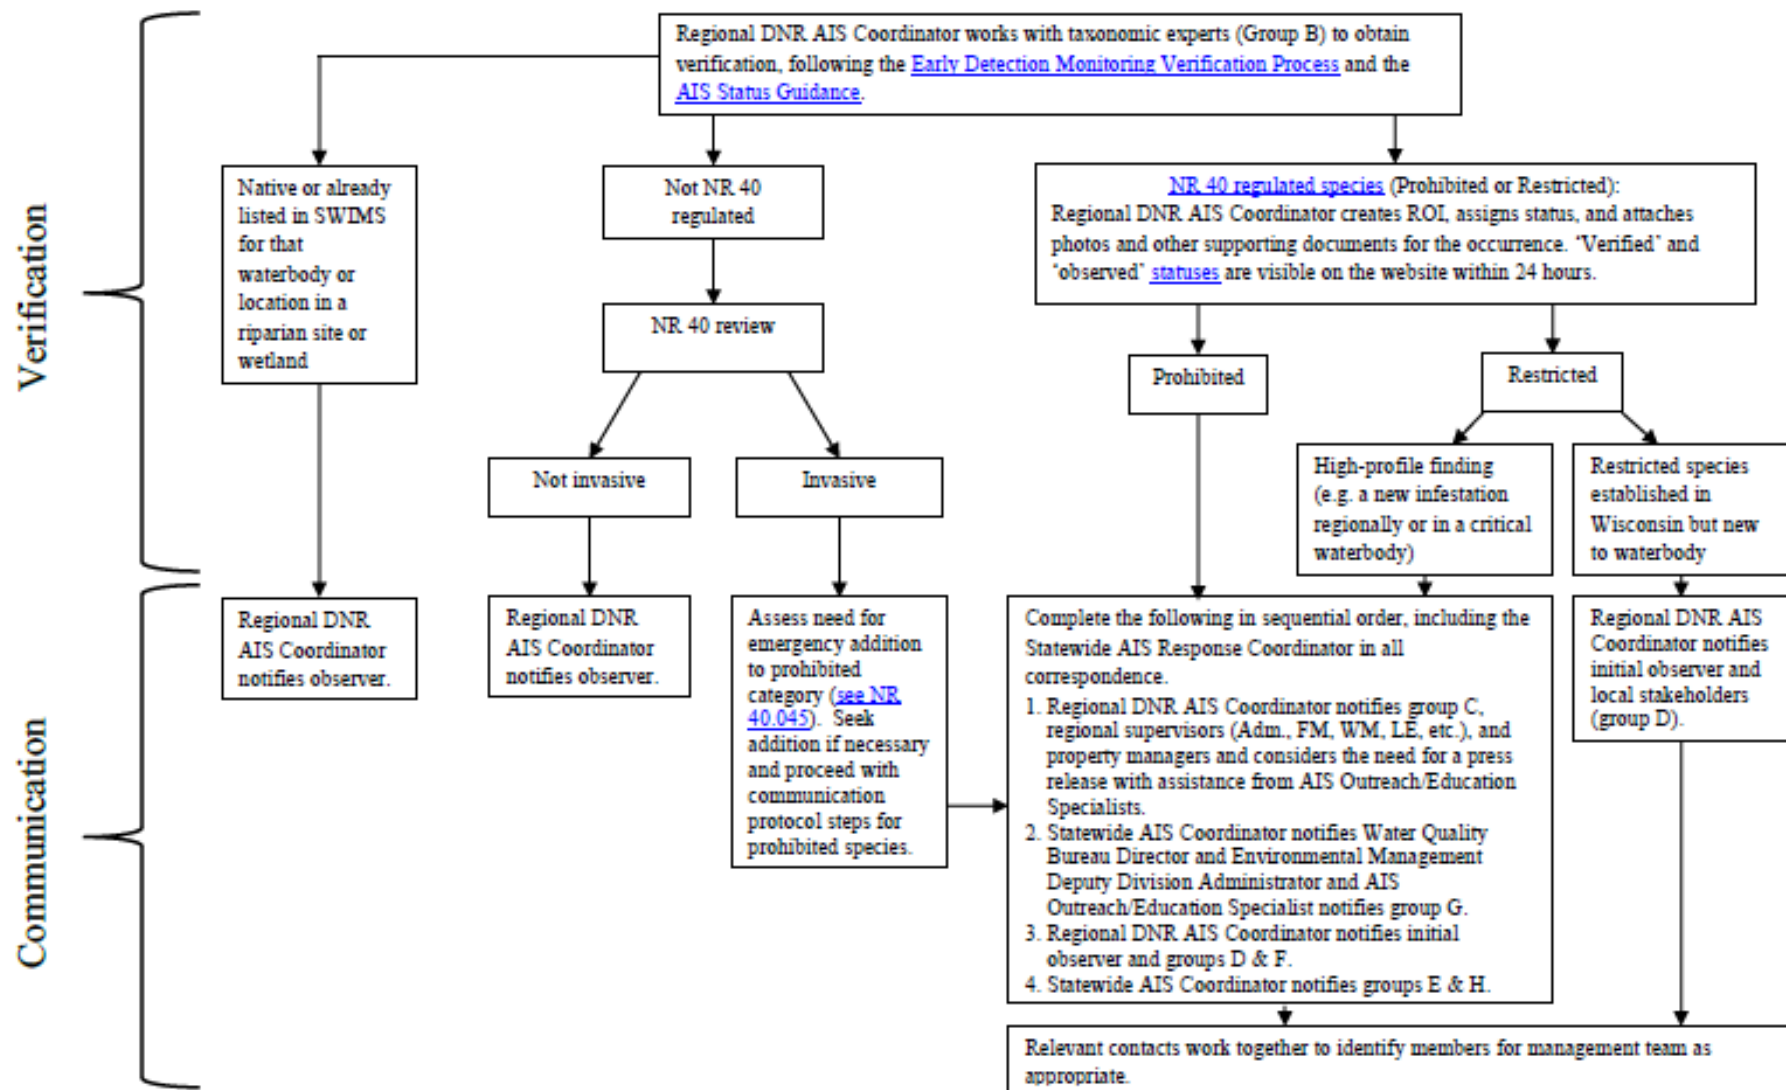 Verification
Communication
Regional DNR AIS Coordinator works with taxonomic experts (Group B) to obtain
verification, following the Early Detection Monitoring Verification Process and the
AIS Status Guidance.
Native or already
listed in SWIMS
for that
waterbody or
location in a
riparian site or
wetland
Not NR 40
regulated
NR 40 regulated species (Prohibited or Restricted):
Regional DNR AIS Coordinator creates ROI, assigns status, and attaches
photos and other supporting documents for the occurrence. "Verified" and
"observed" statuses are visible on the website within 24 hours.
NR 40 review
Prohibited
Restricted
Not invasive
Invasive
High-profile finding
(e.g. a new infestation
regionally or in a critical
waterbody)
Restricted species
established in
Wisconsin but new
to waterbody
Regional DNR
AIS Coordinator
notifies observer.
Regional DNR
AIS Coordinator
notifies observer.
Assess need for
emergency addition
to prohibited
category (see NR
40.045). Seek
addition if necessary
and proceed with
communication
protocol steps for
prohibited species.
Complete the following in sequential order, including the
Statewide AIS Response Coordinator in all
correspondence.
1. Regional DNR AIS Coordinator notifies group C,
regional supervisors (Adm., FM, WM, LE, etc.), and
property managers and considers the need for a press
release with assistance from AIS Outreach/Education
Specialists.
2. Statewide AIS Coordinator notifies Water Quality
Bureau Director and Environmental Management
Deputy Division Administrator and AIS
Outreach/Education Specialist notifies group G.
3. Regional DNR AIS Coordinator notifies initial
observer and groups D & F.
4. Statewide AIS Coordinator notifies groups E & H.
Regional DNR AIS
Coordinator notifies
initial observer and
local stakeholders
(group D).
Relevant contacts work together to identify members for management team as
appropriate.